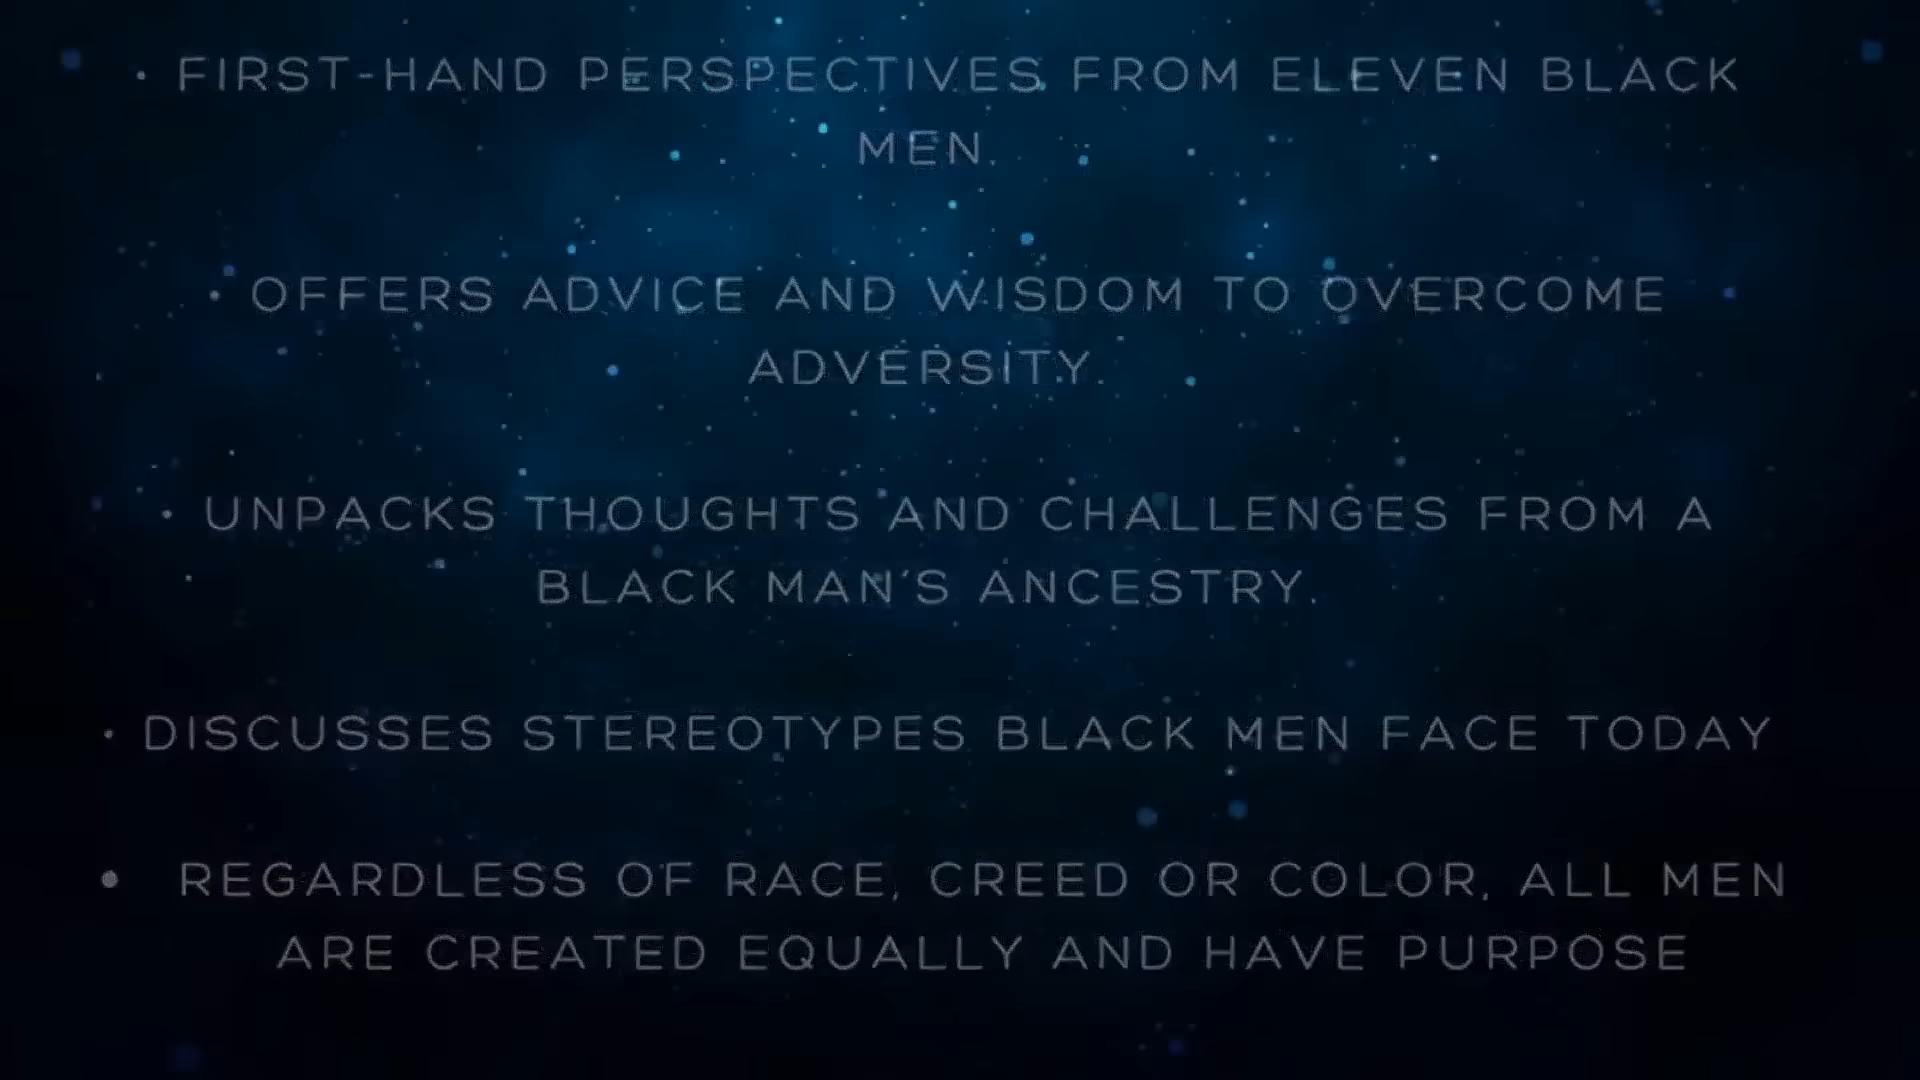 • FIRST-HAND PERSPECTIVES FROM ELEVEN BLACK
MEN.
• OFFERS ADVICE AND WISDOM TO OVERCOME
ADVERSITY.
• UNPACKS THOUGHTS AND CHALLENGES FROM A
BLACK MAN'S ANCESTRY.
• DISCUSSES STEREOTYPES BLACK MEN FACE TODAY
• REGARDLESS OF RACE, CREED OR COLOR, ALL MEN
ARE CREATED EQUALLY AND HAVE PURPOSE